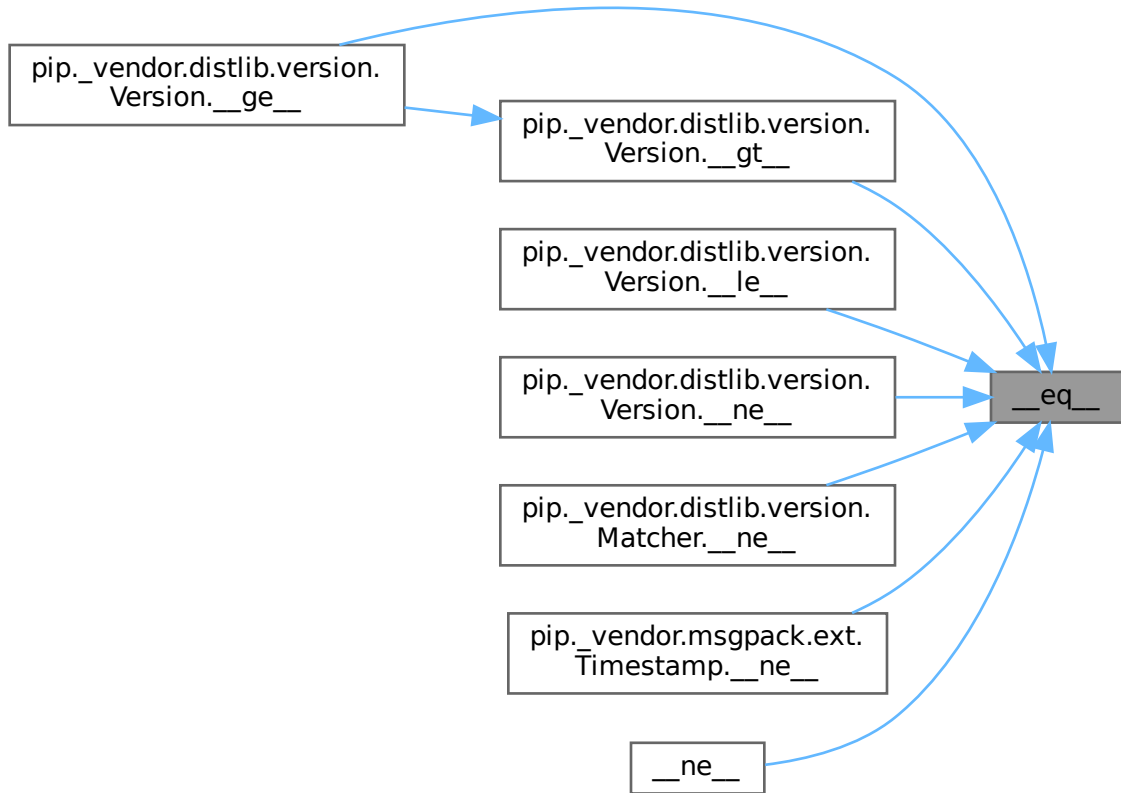 pip._vendor.distlib.version.
Version.__ge__
pip._vendor.distlib.version.
Version.__gt__
pip._vendor.distlib.version.
Version.__le__
pip._vendor.distlib.version.
Version.__ne__
__eq__
pip._vendor.distlib.version.
Matcher.__ne__
pip._vendor.msgpack.ext.
Timestamp.__ne__
__ne__